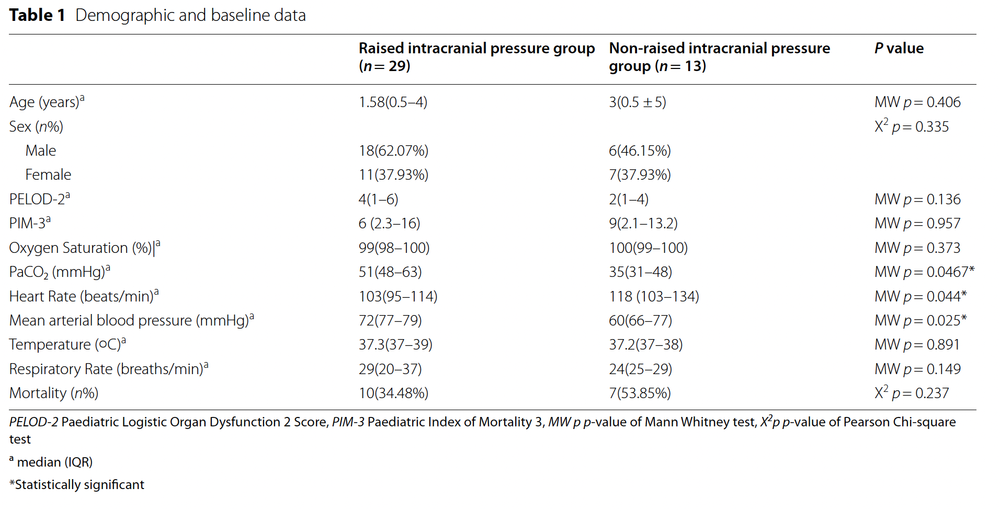 Table 1 Demographic and baseline data
Raised intracranial pressure group (n = 29) Non-raised intracranial pressure group (n = 13) P value
Age (years)a 1.58(0.5–4) 3(0.5 ± 5) MW p = 0.406
Sex (n%) X2 p = 0.335
Male 18(62.07%) 6(46.15%)
Female 11(37.93%) 7(37.93%)
PELOD-2a 4(1–6) 2(1–4) MW p = 0.136
PIM-3a 6 (2.3–16) 9(2.1–13.2) MW p = 0.957
Oxygen Saturation (%)|a 99(98–100) 100(99–100) MW p = 0.373
PaCO2 (mmHg)a 51(48–63) 35(31–48) MW p = 0.0467*
Heart Rate (beats/min)a 103(95–114) 118 (103–134) MW p = 0.044*
Mean arterial blood pressure (mmHg)a 72(77–79) 60(66–77) MW p = 0.025*
Temperature (○C)a 37.3(37–39) 37.2(37–38) MW p = 0.891
Respiratory Rate (breaths/min)a 29(20–37) 24(25–29) MW p = 0.149
Mortality (n%) 10(34.48%) 7(53.85%) X2 p = 0.237
PELOD-2 Paediatric Logistic Organ Dysfunction 2 Score, PIM-3 Paediatric Index of Mortality 3, MW p p-value of Mann Whitney test, X2p p-value of Pearson Chi-square
test
a median (IQR)
*Statistically significant